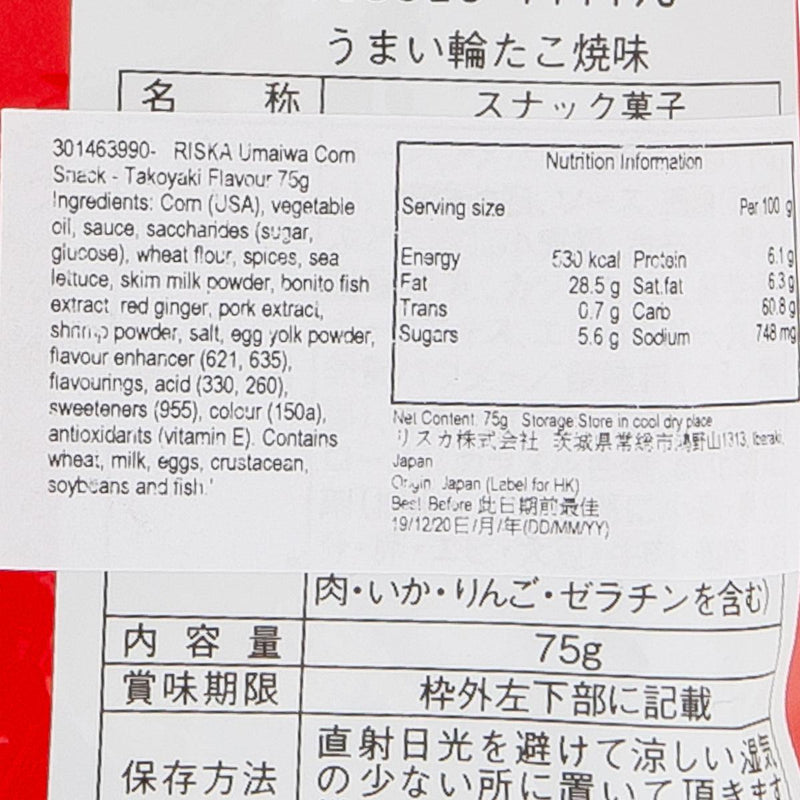 うまい輪たこ焼味
名 称 スナック菓子
301463990- RISKA Umaiwa Corn
Snack - Takoyaki Flavour 75g
Ingredients: Corn (USA), vegetable
oil, sauce, saccharides (sugar,
glucose), wheat flour, spices, sea
lettuce, skim milk powder, bonito fish
extract, red ginger, pork extract,
shrimp powder, salt, egg yolk powder,
flavour enhancer (621, 635),
flavourings, acid (330, 260),
sweeteners (955), colour (150a),
antioxidants (vitamin E). Contains
wheat, milk, eggs, crustacean,
soybeans and fish.'
Nutrition Information
Serving size Per 100 g
Energy 530 kcal Protein 6.1 g
Fat 28.5 g Sat.fat 6.3 g
Trans 0.7 g Carb 60.8 g
Sugars 5.6 g Sodium 748 mg
Net Content: 75g Storage:Store in cool dry place
リスカ株式会社 茨城県常総市鴻野山1313, Ibaraki,
Japan
Origin: Japan (Label for HK)
Best Before 此日期前最佳
19/12/20日/月/年(DD/MM/YY)
肉・いか・りんご・ゼラチンを含む)
内容量 75g
賞味期限 枠外左下部に記載
保存方法 直射日光を避けて涼しい湿気
の少ない所に置いて頂きます